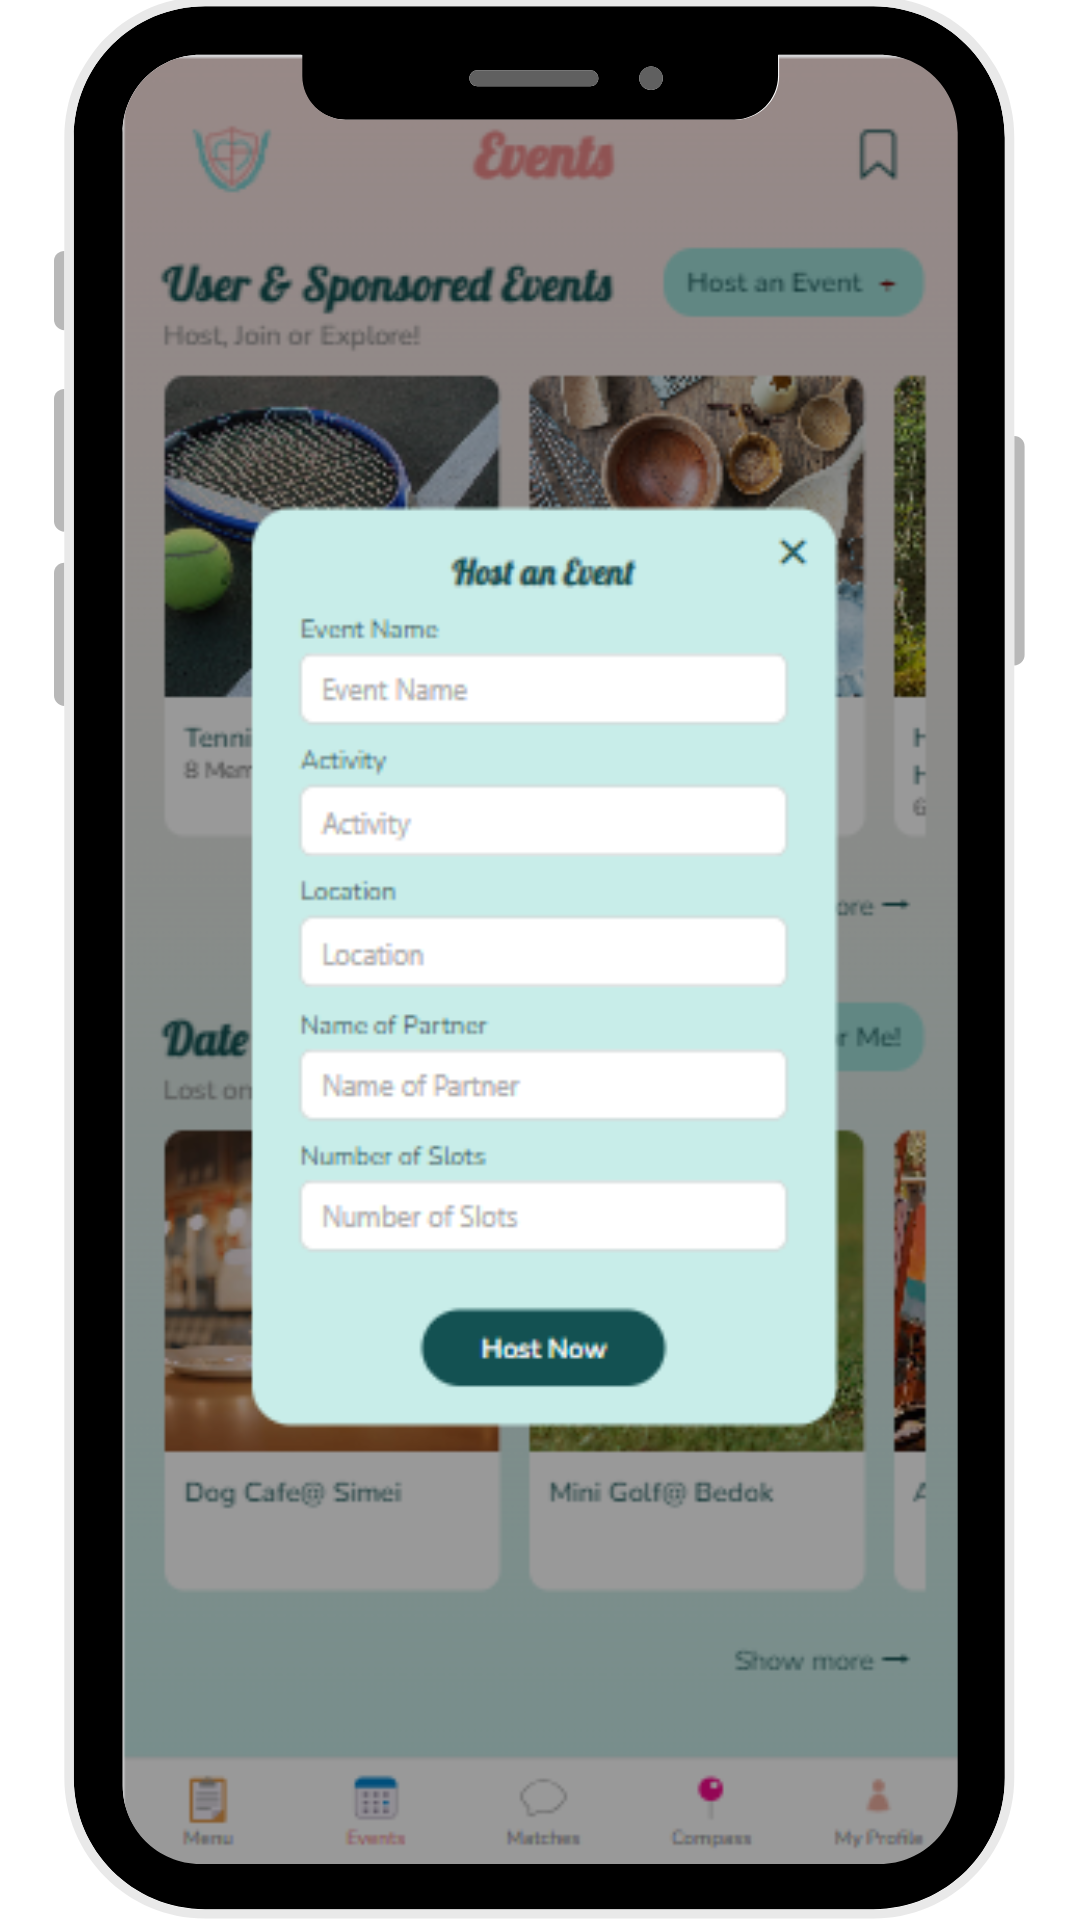 Events
User & Sponsored Events
Host an Event
Host, Join or Explore!
Host an Event
Event Name
Event Name
Tenni
Activity
8 Mem
Activity
Location
Location
ore
Name of Partner
Date
r Me!
Name of Partner
Lost on
Number of Slots
Number of Slots
Host Now
Dog Cafe@ Simei
Mini Golf@ Bedok
A
Show more
Menu
Events
Matches
Compass
My Profile